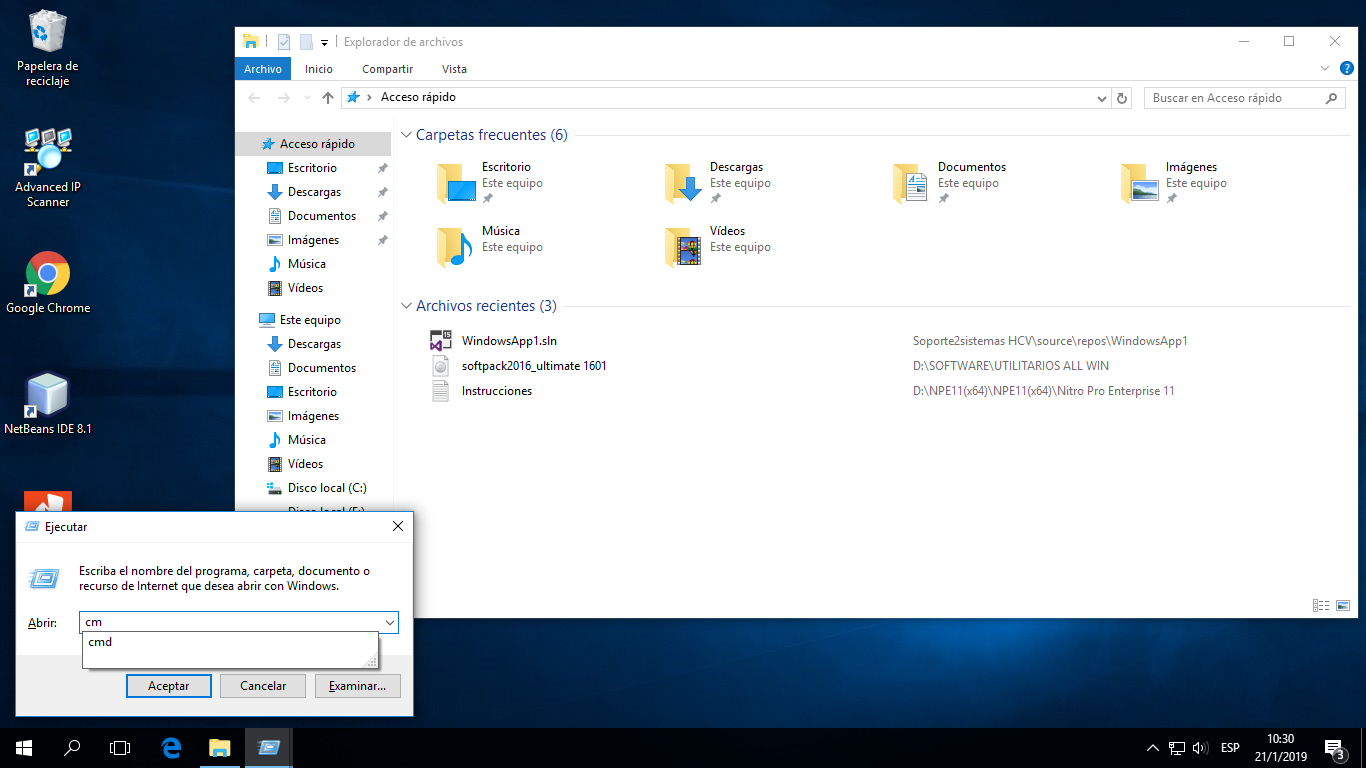 Papelera de
reciclaje
Advanced IP
Scanner
Google Chrome
NetBeans IDE 8.1
Explorador de archivos
Archivo
Inicio
Compartir
Vista
Acceso rápido
Buscar en Acceso rápido
Acceso rápido
Escritorio
Descargas
Documentos
Imágenes
Música
Vídeos
Este equipo
Descargas
Documentos
Escritorio
Imágenes
Música
Vídeos
Disco local (C:)
Carpetas frecuentes (6)
Escritorio
Este equipo
Descargas
Este equipo
Documentos
Este equipo
Imágenes
Este equipo
Música
Este equipo
Vídeos
Este equipo
Archivos recientes (3)
WindowsApp1.sln
Soporte2sistemas HCV\source\repos\WindowsApp1
softpack2016_ultimate 1601
D:\SOFTWARE\UTILITARIOS ALL WIN
Instrucciones
D:\NPE11(x64)\NPE11(x64)\Nitro Pro Enterprise 11
Ejecutar
Escriba el nombre del programa, carpeta, documento o
recurso de Internet que desea abrir con Windows.
Abrir:
cm
cmd
Aceptar
Cancelar
Examinar...
ESP
10:30
21/1/2019
3